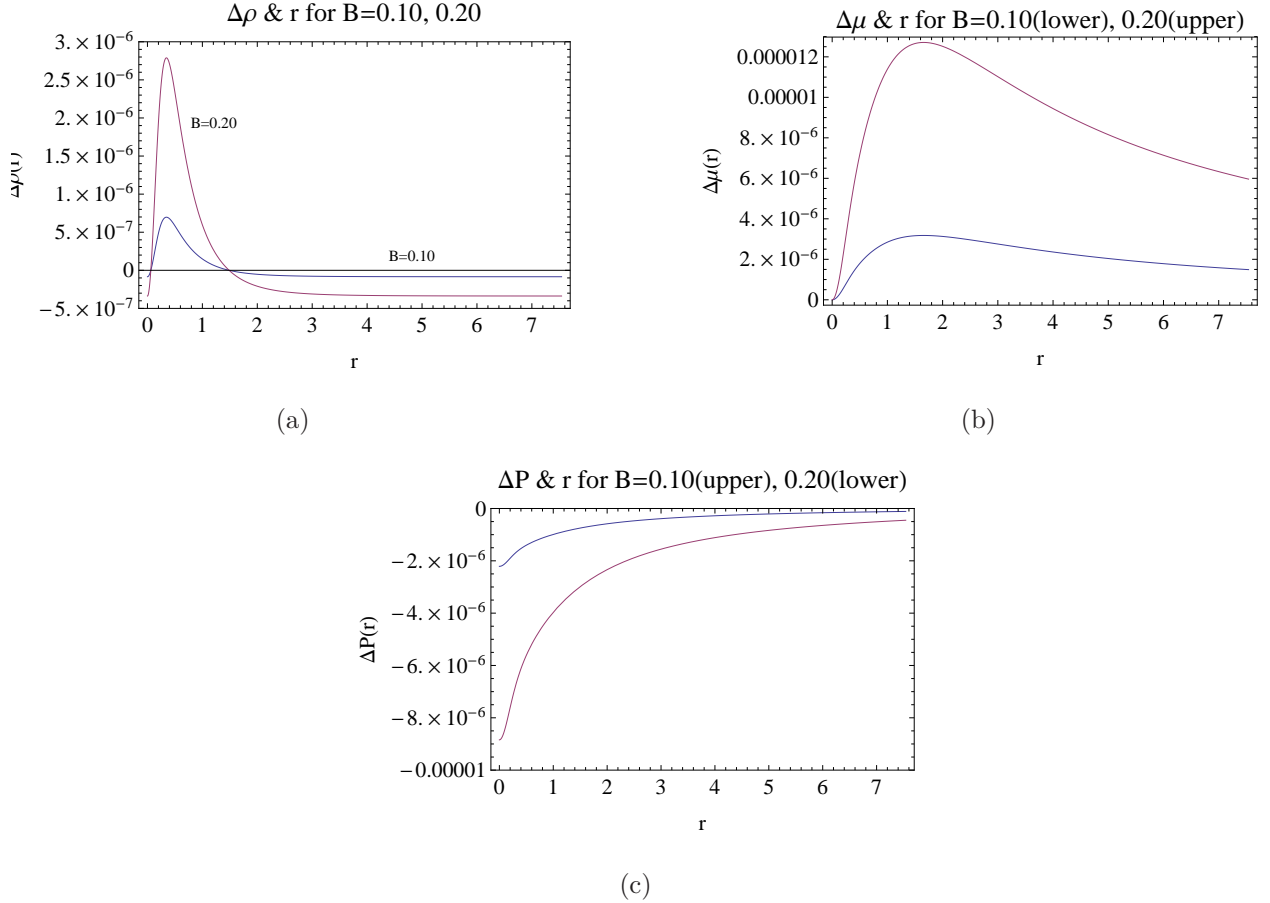 Δρ & r for B=0.10, 0.20
3.×10⁻⁶
2.5×10⁻⁶
2.×10⁻⁶
1.5×10⁻⁶
1.×10⁻⁶
5.×10⁻⁷
0
−5.×10⁻⁷
Δρ(r)
B=0.20
B=0.10
0 1 2 3 4 5 6 7
r
(a)
Δμ & r for B=0.10(lower), 0.20(upper)
0.000012
0.00001
8.×10⁻⁶
6.×10⁻⁶
4.×10⁻⁶
2.×10⁻⁶
0
Δμ(r)
0 1 2 3 4 5 6 7
r
(b)
ΔP & r for B=0.10(upper), 0.20(lower)
0
−2.×10⁻⁶
−4.×10⁻⁶
−6.×10⁻⁶
−8.×10⁻⁶
−0.00001
ΔP(r)
0 1 2 3 4 5 6 7
r
(c)